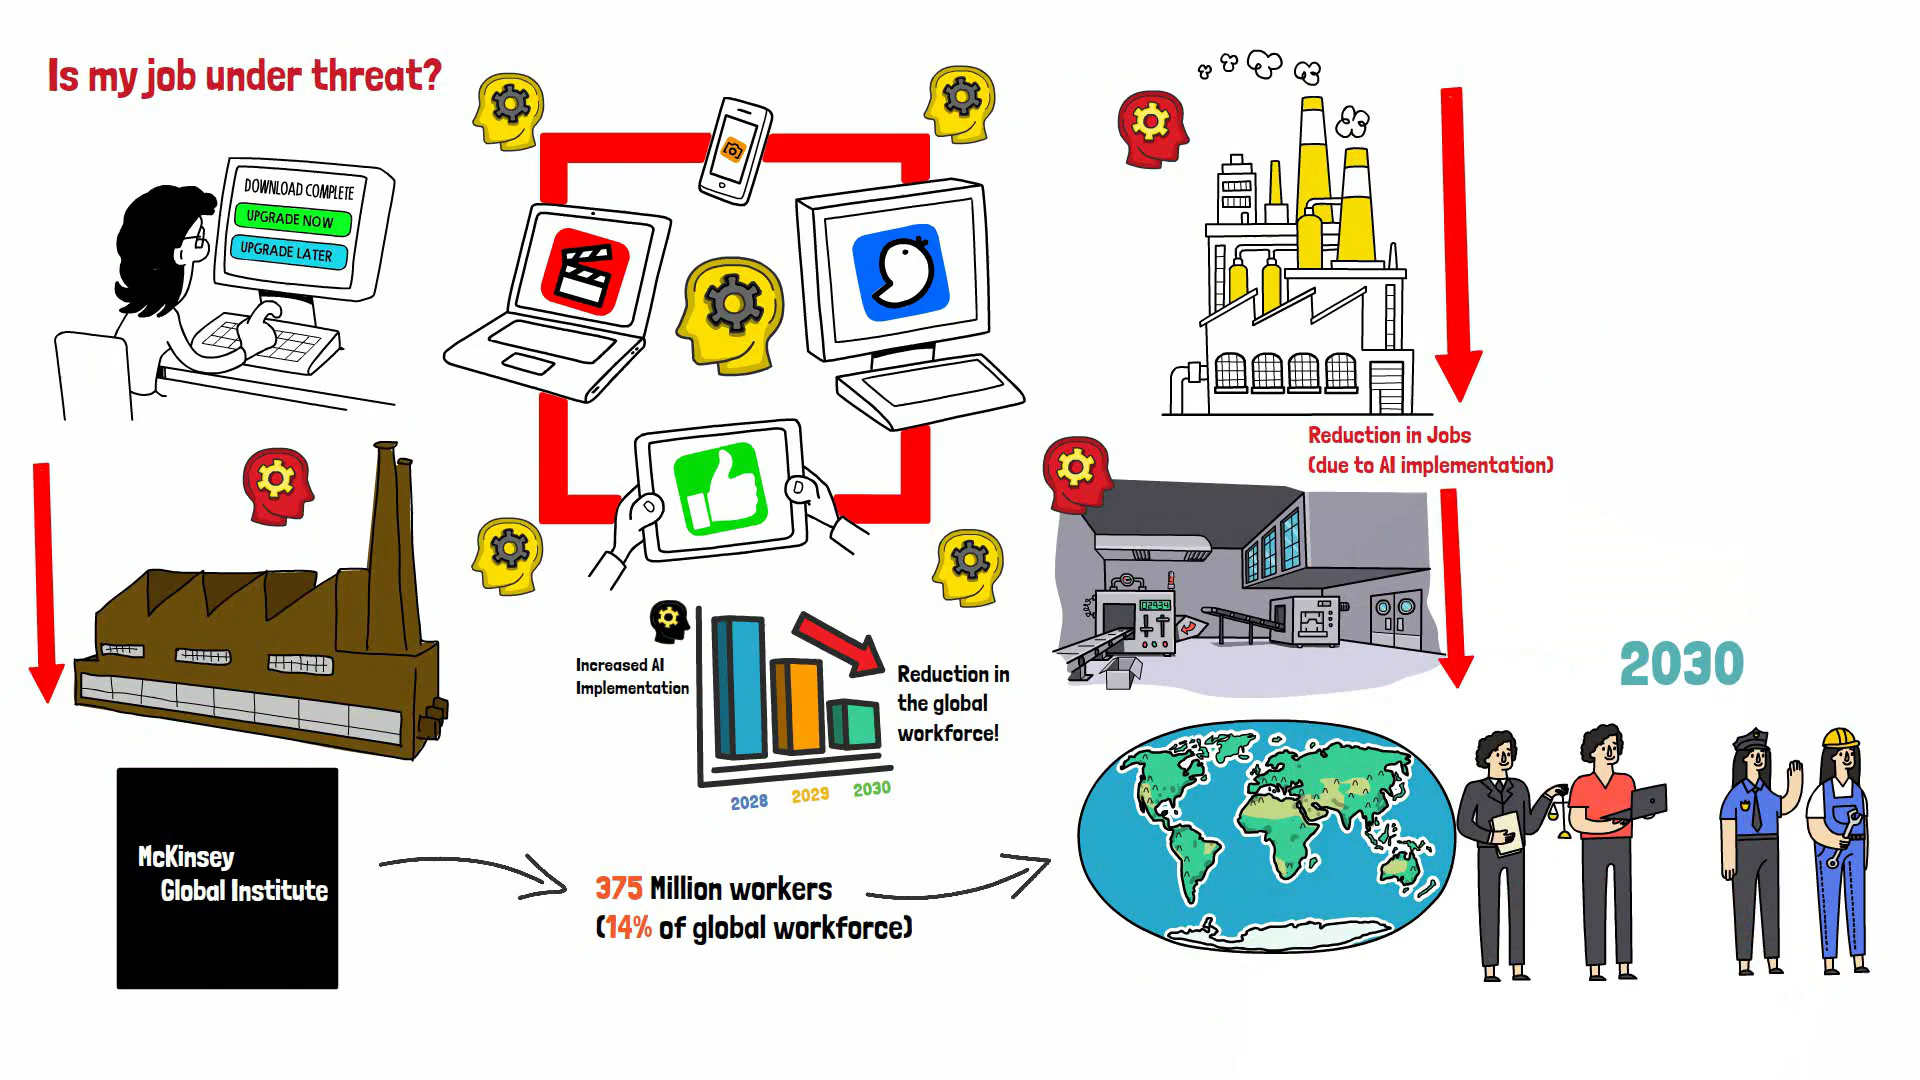 Is my job under threat?
DOWNLOAD COMPLETE
UPGRADE NOW
UPGRADE LATER
Reduction in Jobs
(due to AI implementation)
Increased AI
Implementation
Reduction in
the global
workforce!
2028
2029
2030
2030
McKinsey
Global Institute
375 Million workers
(14% of global workforce)